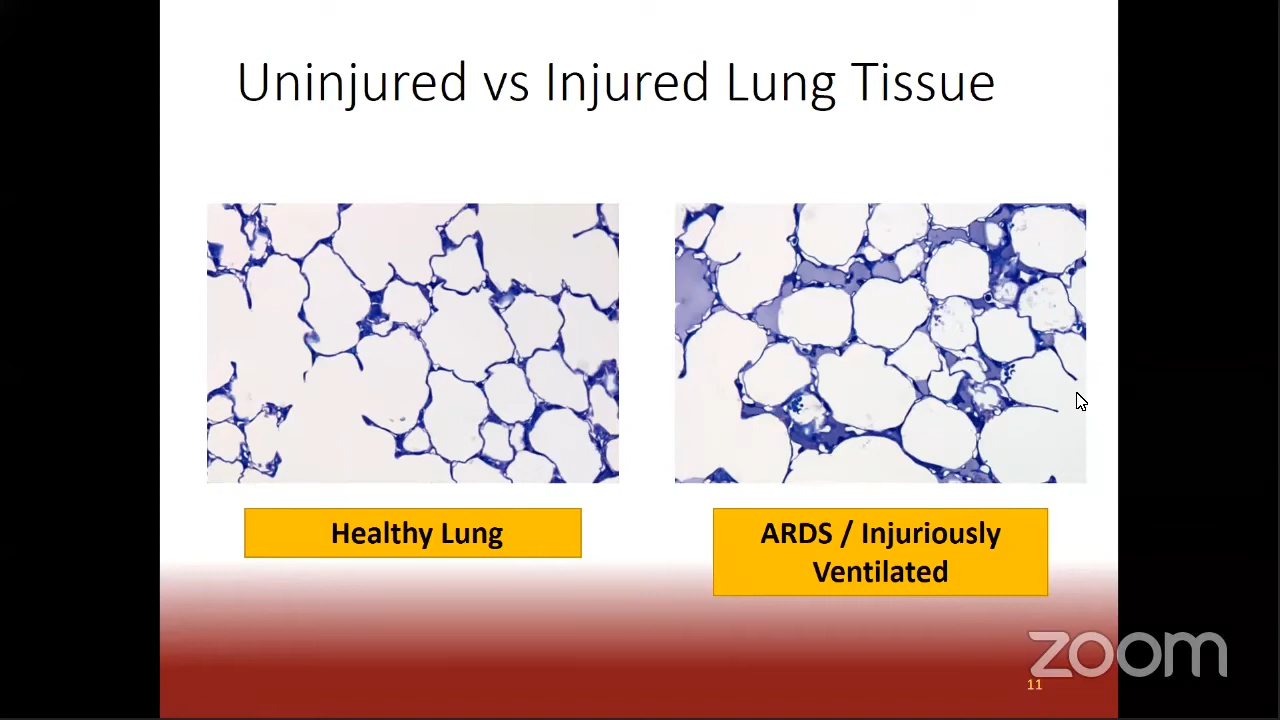 Uninjured vs Injured Lung Tissue
Healthy Lung
ARDS / Injuriously
Ventilated
zoom
11